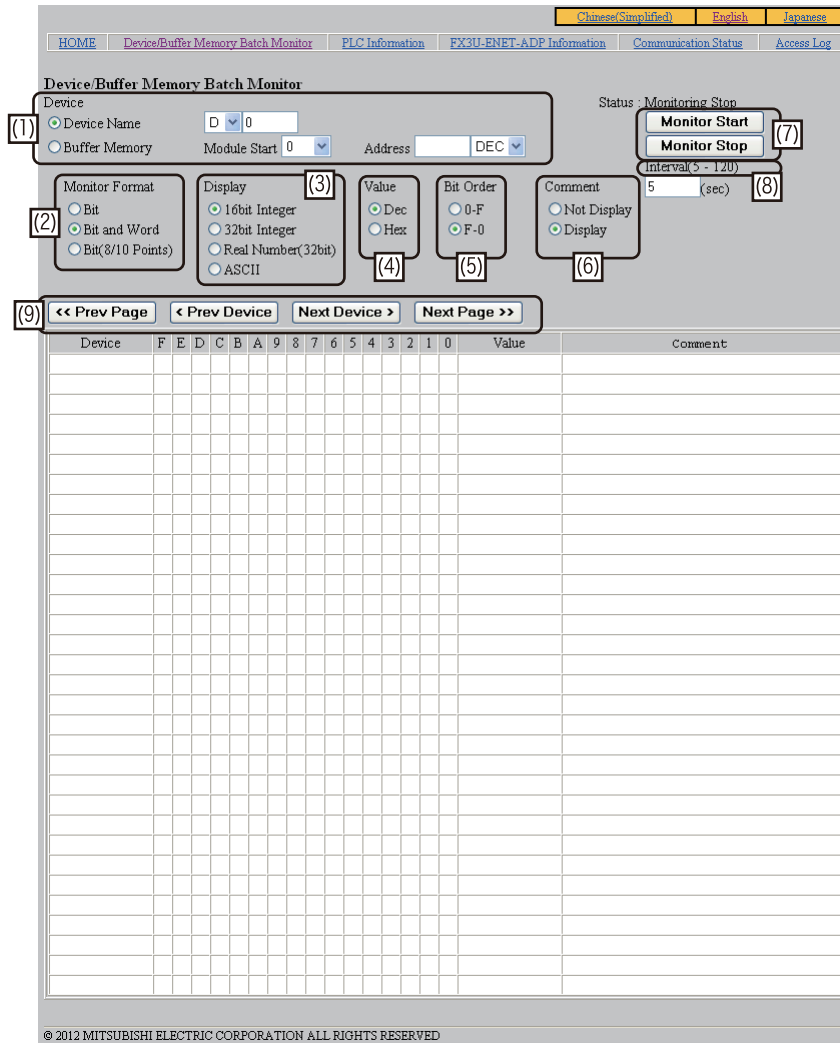 Chinese(Simplified) English Japanese
HOME Device/Buffer Memory Batch Monitor PLC Information FX3U-ENET-ADP Information Communication Status Access Log
Device/Buffer Memory Batch Monitor
Device
Status : Monitoring Stop
(1)
Device Name D 0
Monitor Start
(7)
Buffer Memory Module Start 0 Address DEC
Monitor Stop
Interval(5 - 120)
5 (sec)
(8)
(2)
Monitor Format
Bit
Bit and Word
Bit(8/10 Points)
(3)
Display
16bit Integer
32bit Integer
Real Number(32bit)
ASCII
Value
Dec
Hex
(4)
Bit Order
0-F
F-0
(5)
Comment
Not Display
Display
(6)
(9)
<< Prev Page < Prev Device Next Device > Next Page >>
Device F E D C B A 9 8 7 6 5 4 3 2 1 0 Value Comment
© 2012 MITSUBISHI ELECTRIC CORPORATION ALL RIGHTS RESERVED